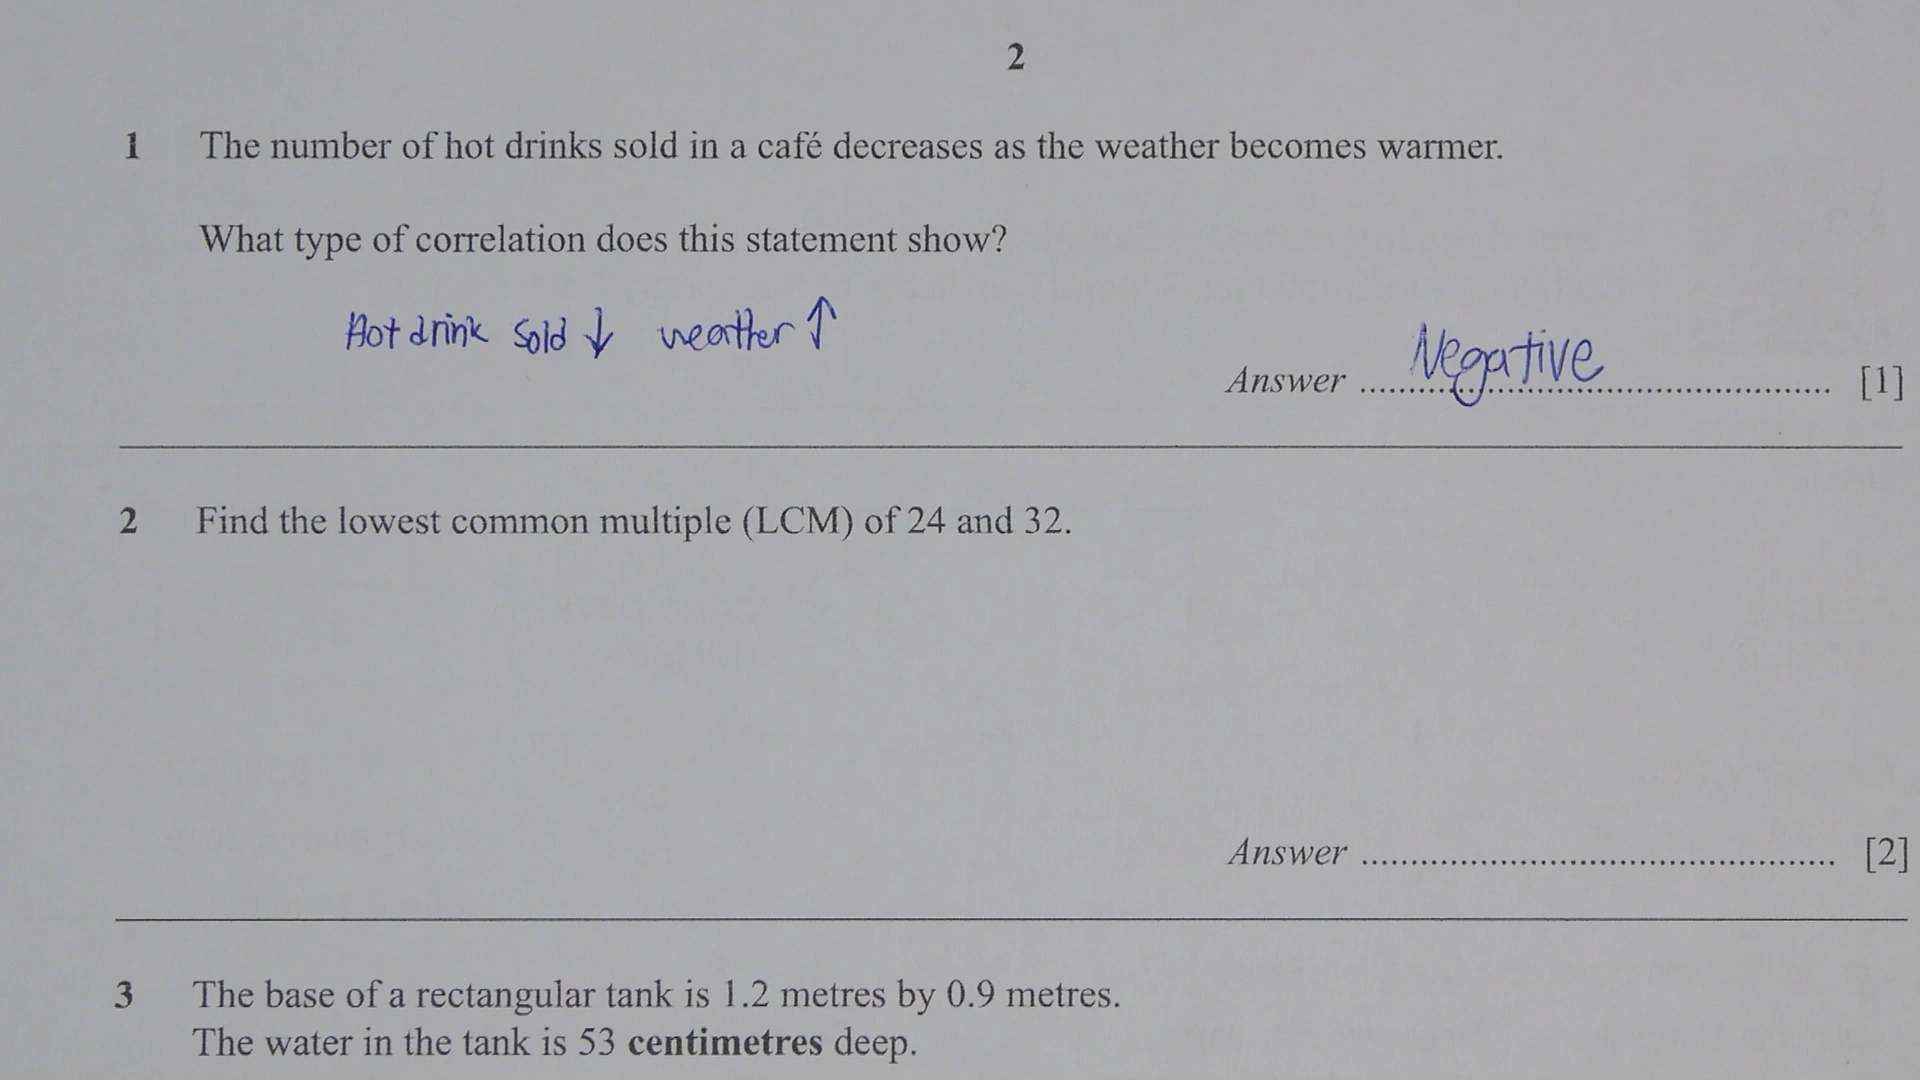 2
1 The number of hot drinks sold in a café decreases as the weather becomes warmer.
What type of correlation does this statement show?
Hot drink sold ↓ weather ↑
Answer .......... Negative .......... [1]
2 Find the lowest common multiple (LCM) of 24 and 32.
Answer .......... [2]
3 The base of a rectangular tank is 1.2 metres by 0.9 metres.
The water in the tank is 53 centimetres deep.